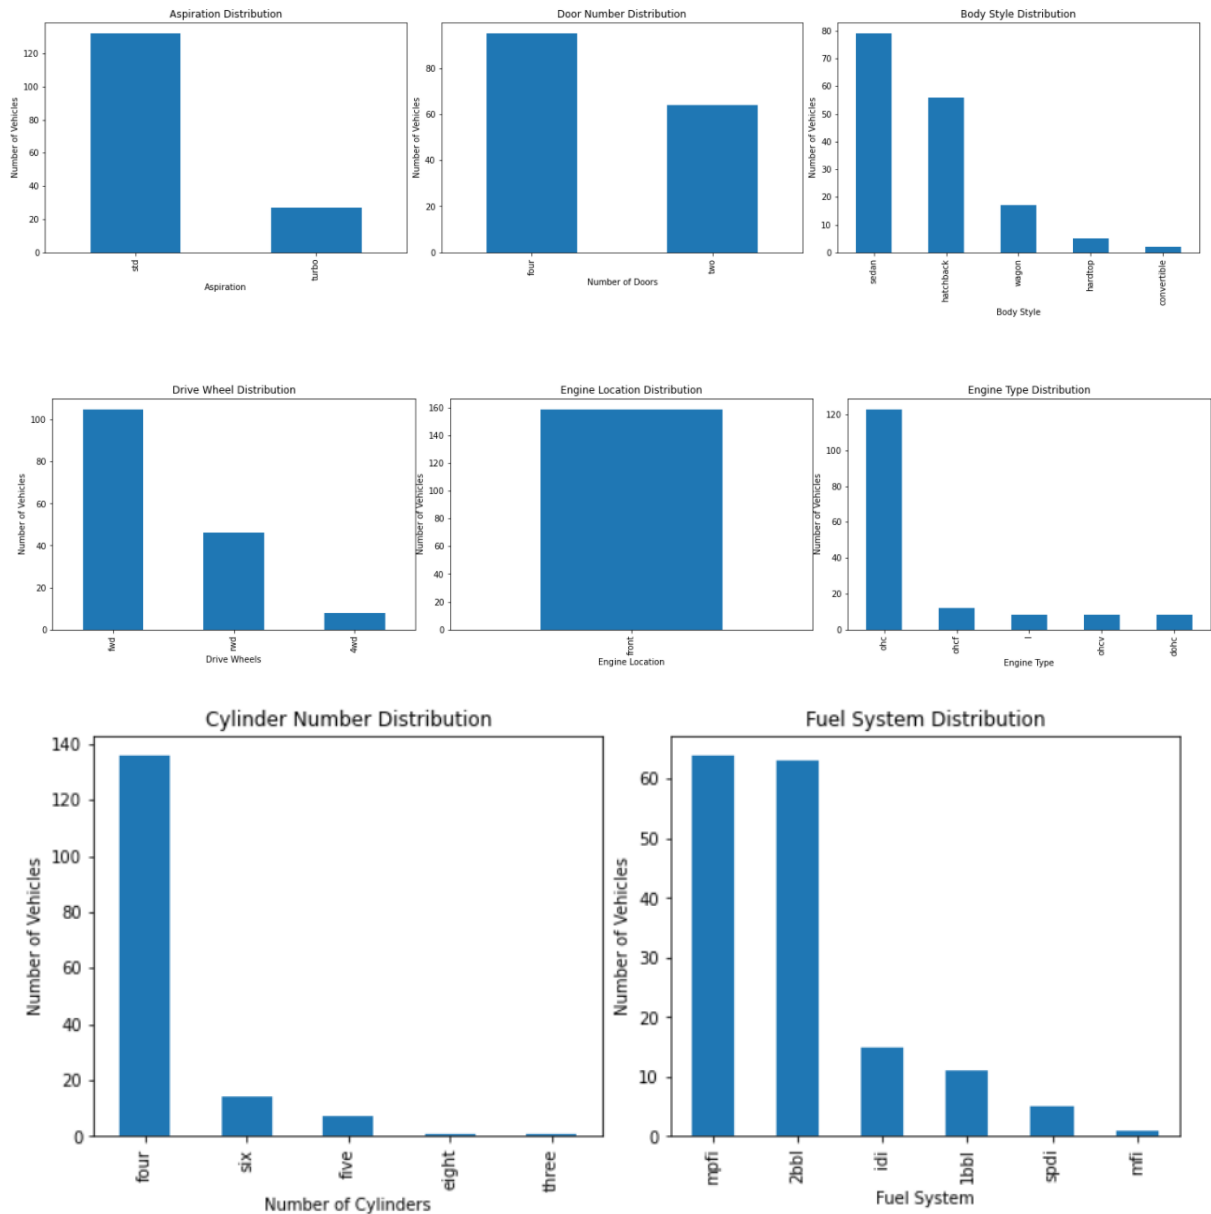 Aspiration Distribution
Number of Vehicles
120
100
80
60
40
20
0
std
turbo
Aspiration
Door Number Distribution
Number of Vehicles
80
60
40
20
0
four
two
Number of Doors
Body Style Distribution
Number of Vehicles
80
70
60
50
40
30
20
10
0
sedan
hatchback
wagon
hardtop
convertible
Body Style
Drive Wheel Distribution
Number of Vehicles
100
80
60
40
20
0
fwd
rwd
4wd
Drive Wheels
Engine Location Distribution
Number of Vehicles
160
140
120
100
80
60
40
20
0
front
Engine Location
Engine Type Distribution
Number of Vehicles
120
100
80
60
40
20
0
ohc
ohcf
l
ohcv
dohc
Engine Type
Cylinder Number Distribution
Number of Vehicles
140
120
100
80
60
40
20
0
four
six
five
eight
three
Number of Cylinders
Fuel System Distribution
Number of Vehicles
60
50
40
30
20
10
0
mpfi
2bbl
idi
1bbl
spdi
mfi
Fuel System